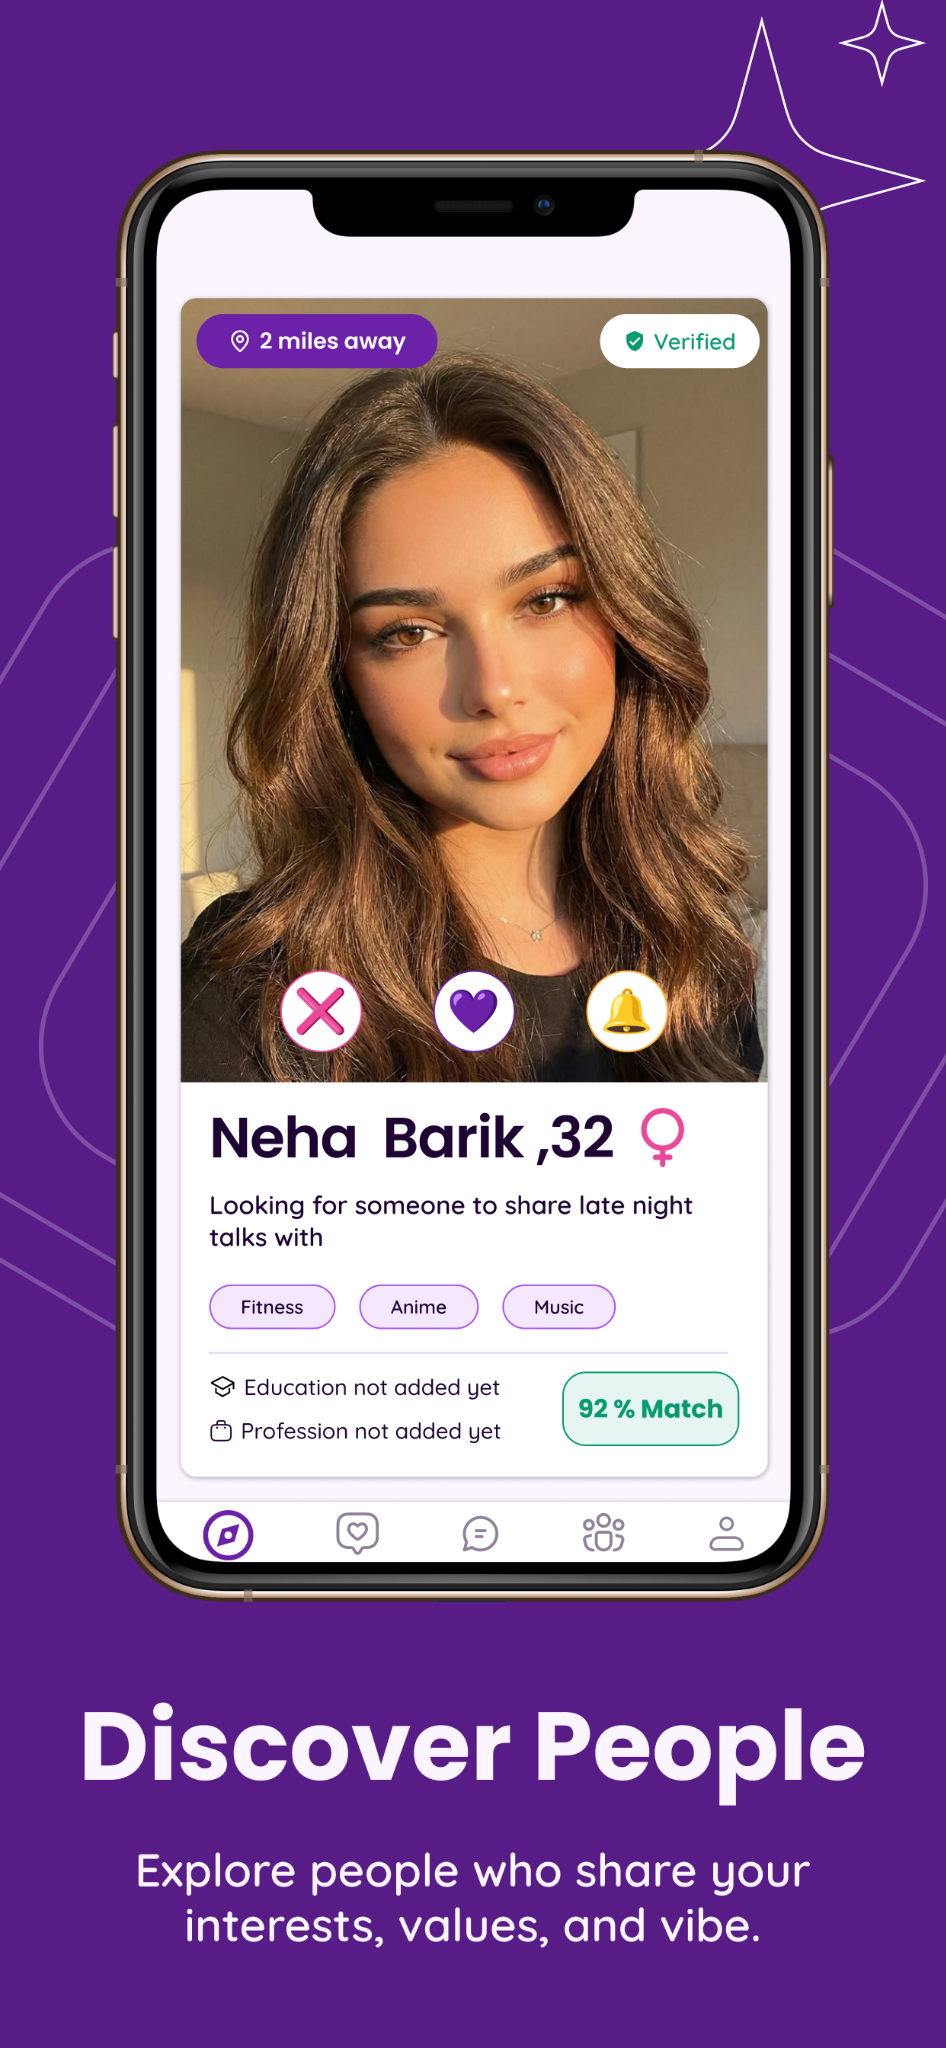 2 miles away
Verified
Neha Barik ,32
Looking for someone to share late night
talks with
Fitness
Anime
Music
Education not added yet
Profession not added yet
92 % Match
Discover People
Explore people who share your
interests, values, and vibe.